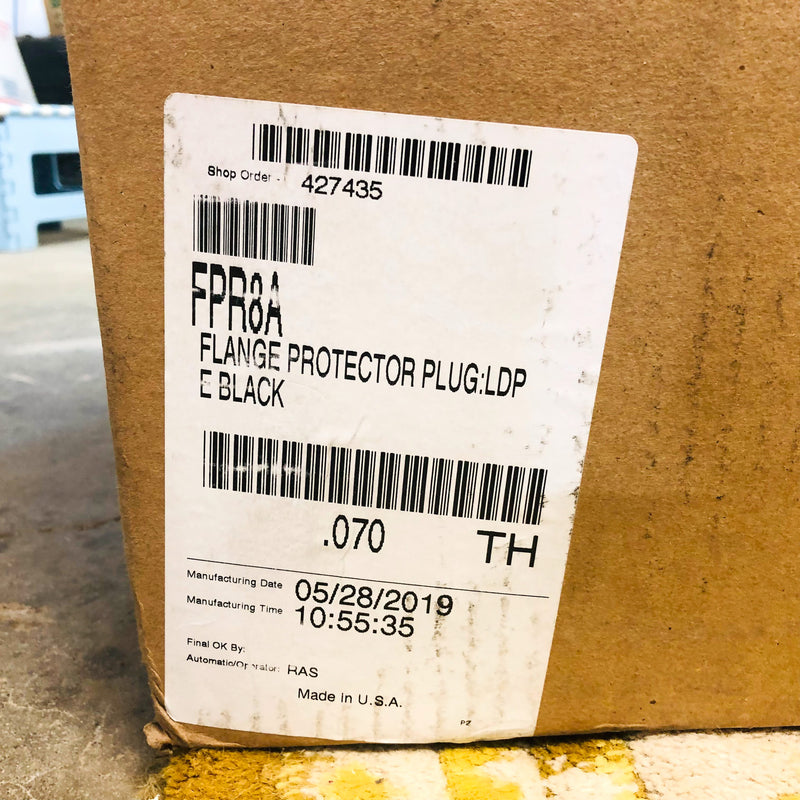 Shop Order - 427435
FPR8A
FLANGE PROTECTOR PLUG:LDP
E BLACK
.070 TH
Manufacturing Date 05/28/2019
Manufacturing Time 10:55:35
Final OK By:
Automatic/Operator: RAS
Made in U.S.A.
PZ